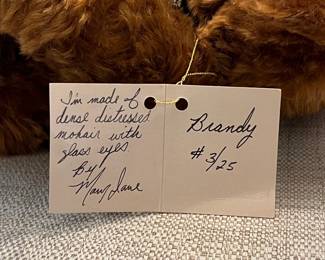 I'm made of
dense distressed
mohair with
glass eyes
By
Mary Jane
Brandy
# 3/25